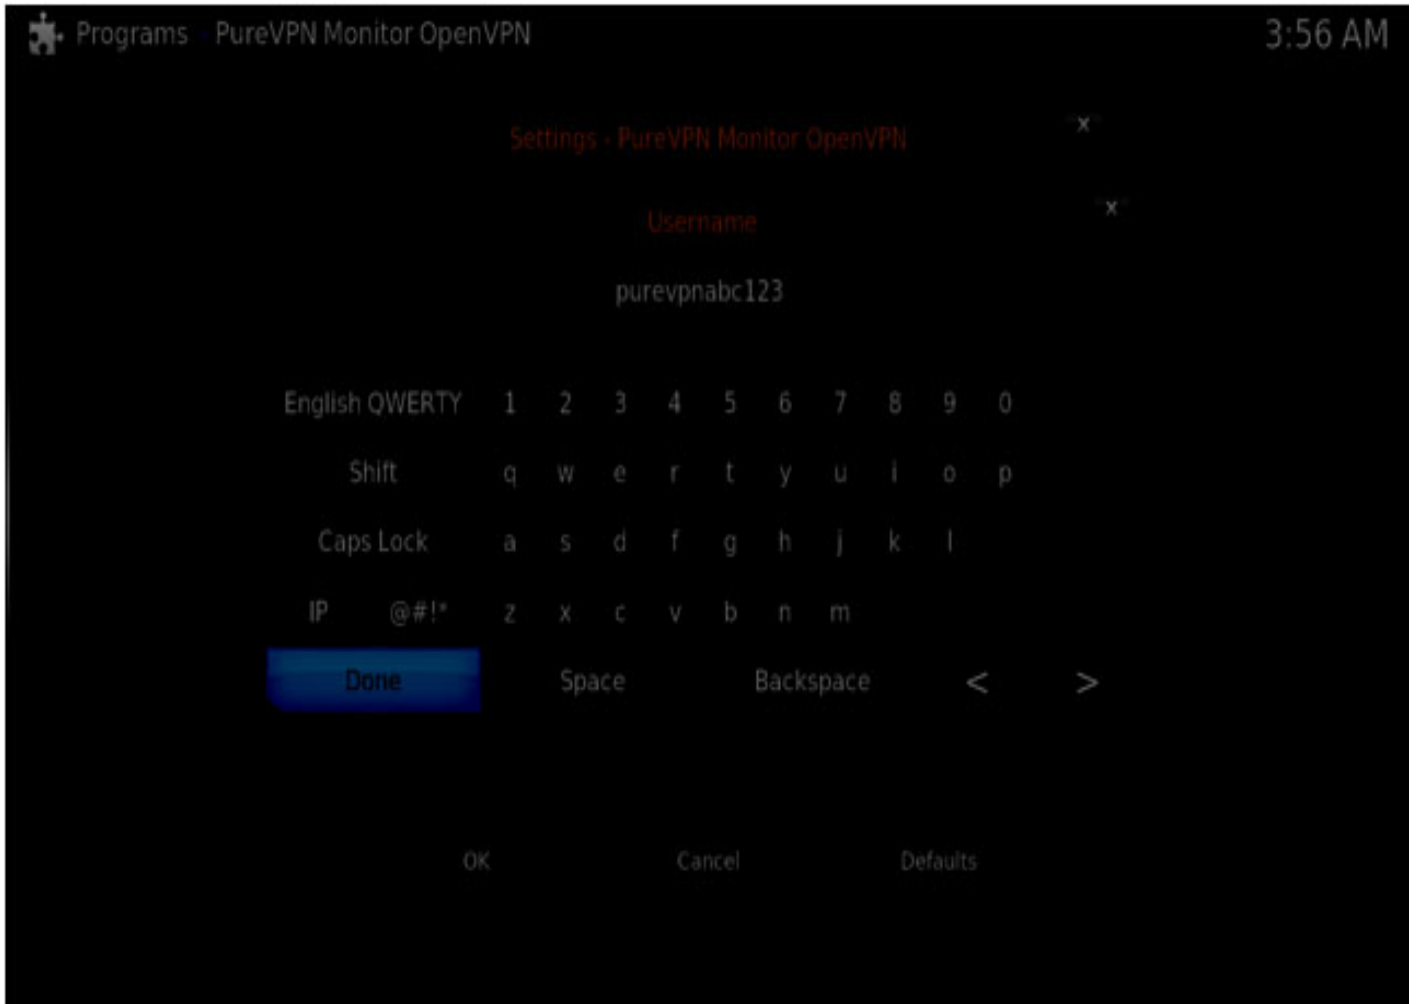 Programs - PureVPN Monitor OpenVPN 3:56 AM
Settings - PureVPN Monitor OpenVPN x
Username x
purevpnabc123
English QWERTY 1 2 3 4 5 6 7 8 9 0
Shift q w e r t y u i o p
Caps Lock a s d f g h j k l
IP @#!* z x c v b n m
Done Space Backspace < >
OK Cancel Defaults